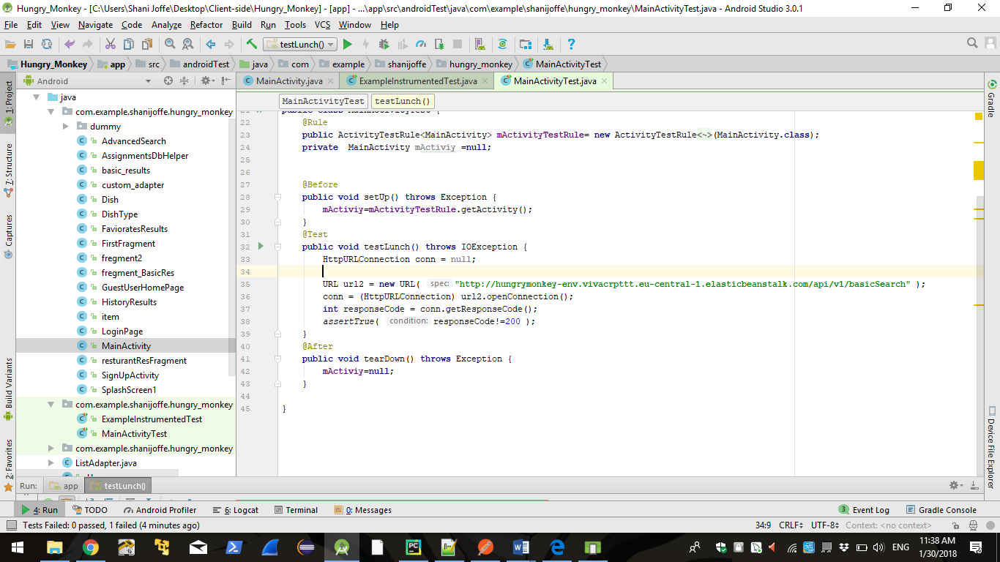 Hungry_Monkey - [C:\Users\Shani Joffe\Desktop\Client-side\Hungry_Monkey] - [app] - ...\app\src\androidTest\java\com\example\shanijoffe\hungry_monkey\MainActivityTest.java - Android Studio 3.0.1
File Edit View Navigate Code Analyze Refactor Build Run Tools VCS Window Help
testLunch()
Hungry_Monkey app src androidTest java com example shanijoffe hungry_monkey MainActivityTest
Android
MainActivity.java ExampleInstrumentedTest.java MainActivityTest.java
MainActivityTest testLunch()
1: Project
7: Structure
Captures
Build Variants
2: Favorites
java
com.example.shanijoffe.hungry_monkey
dummy
AdvancedSearch
AssignmentsDbHelper
basic_results
custom_adapter
Dish
DishType
FavioratesResults
FirstFragment
fregment2
fregment_BasicRes
GuestUserHomePage
HistoryResults
item
LoginPage
MainActivity
resturantResFragment
SignUpActivity
SplashScreen1
com.example.shanijoffe.hungry_monkey
ExampleInstrumentedTest
MainActivityTest
com.example.shanijoffe.hungry_monkey
ListAdapter.java
21 public class MainActivityTest {
22 @Rule
23 public ActivityTestRule<MainActivity> mActivityTestRule= new ActivityTestRule<~>(MainActivity.class);
24 private MainActivity mActiviy =null;
25
26
27 @Before
28 public void setUp() throws Exception {
29 mActiviy=mActivityTestRule.getActivity();
30 }
31 @Test
32 public void testLunch() throws IOException {
33 HttpURLConnection conn = null;
34
35 URL url2 = new URL( spec: "http://hungrymonkey-env.vivacrpttt.eu-central-1.elasticbeanstalk.com/api/v1/basicSearch" );
36 conn = (HttpURLConnection) url2.openConnection();
37 int responseCode = conn.getResponseCode();
38 assertTrue( condition: responseCode!=200 );
39 }
40 @After
41 public void tearDown() throws Exception {
42 mActiviy=null;
43 }
44
45 }
Gradle
Device File Explorer
Run: app testLunch()
4: Run TODO Android Profiler 6: Logcat Terminal 0: Messages 3 Event Log Gradle Console
Tests Failed: 0 passed, 1 failed (4 minutes ago) 34:9 CRLF UTF-8 Context: <no context>
ENG 11:38 AM
1/30/2018